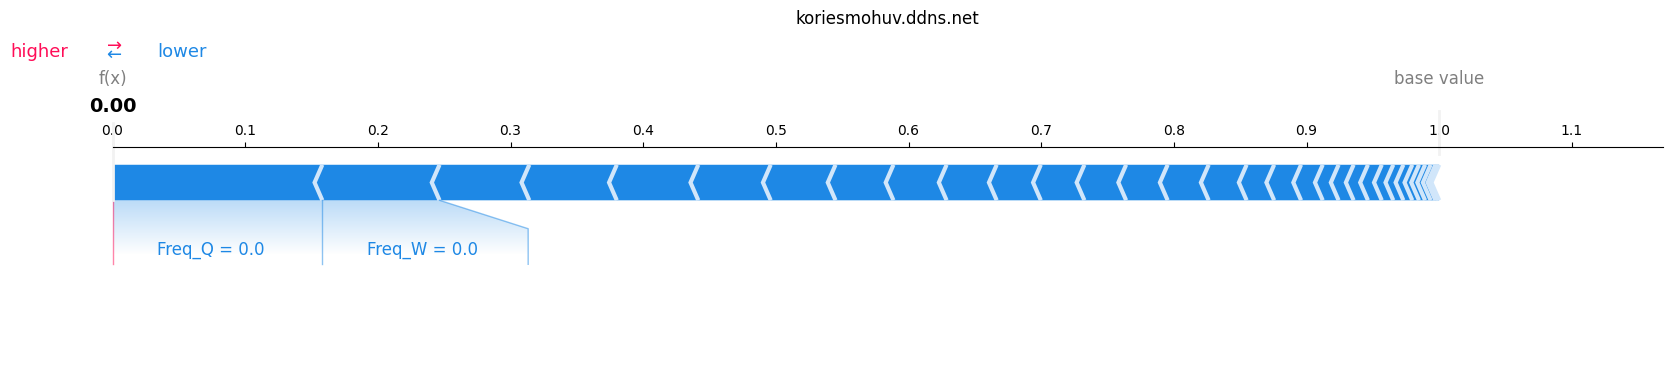 koriesmohuv.ddns.net
higher → ← lower
f(x) base value
0.00
0.0 0.1 0.2 0.3 0.4 0.5 0.6 0.7 0.8 0.9 1.0 1.1
Freq_Q = 0.0 Freq_W = 0.0